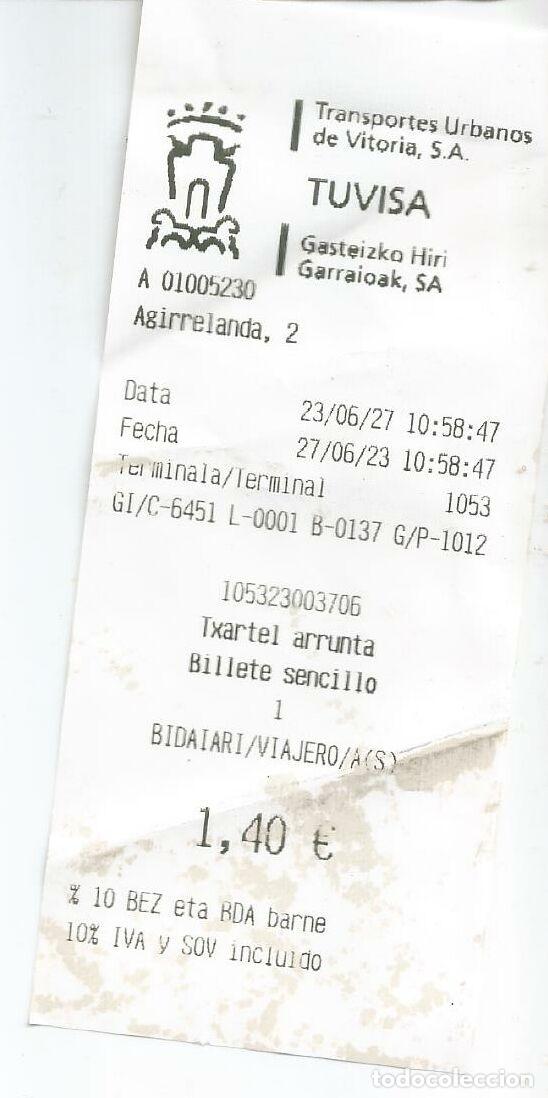 Transportes Urbanos
de Vitoria, S.A.
TUVISA
Gasteizko Hiri
Garraioak, SA
A 01005230
Agirrelanda, 2
Data 23/06/27 10:58:47
Fecha 27/06/23 10:58:47
Terminala/Terminal 1053
GI/C-6451 L-0001 B-0137 G/P-1012
105323003706
Txartel arrunta
Billete sencillo
1
BIDAIARI/VIAJERO/A(S)
1,40 €
% 10 BEZ eta BDA barne
10% IVA y SOV incluido
todocoleccion